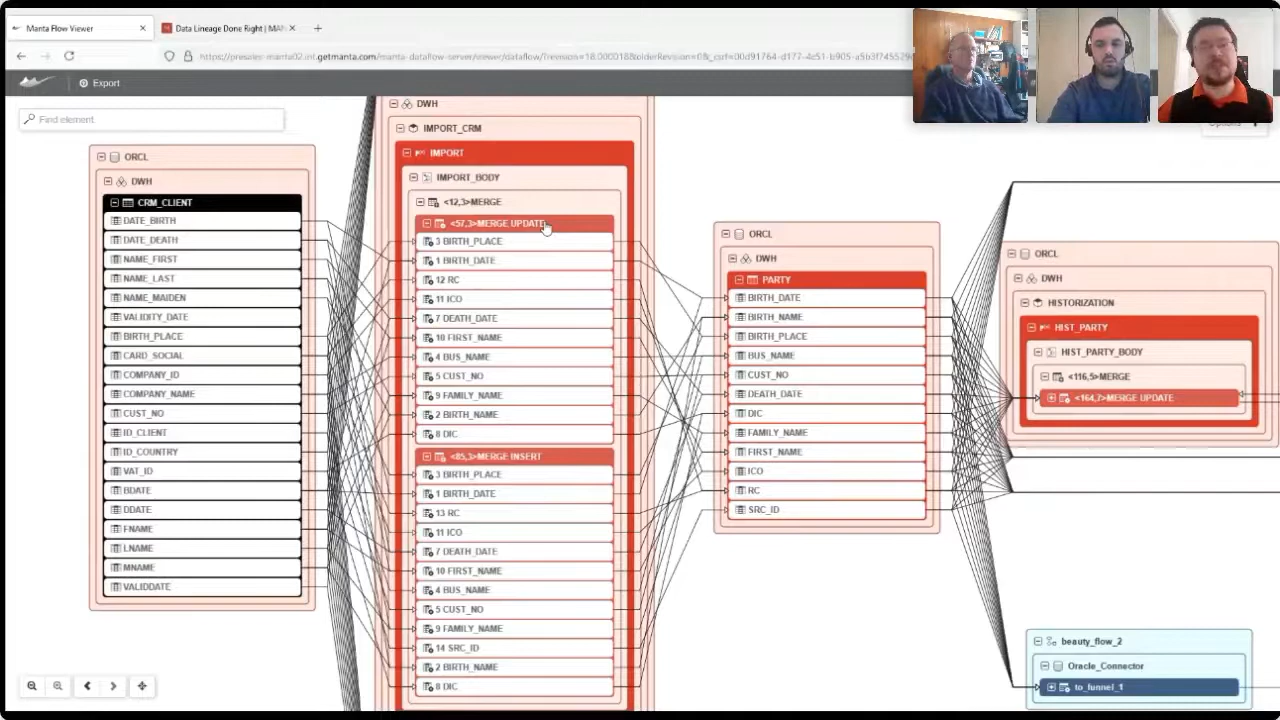 Manta Flow Viewer
Data Lineage Done Right | MAN
Export
Find element
ORCL
DWH
CRM_CLIENT
DATE_BIRTH
DATE_DEATH
NAME_FIRST
NAME_LAST
NAME_MAIDEN
VALIDITY_DATE
BIRTH_PLACE
CARD_SOCIAL
COMPANY_ID
COMPANY_NAME
CUST_NO
ID_CLIENT
ID_COUNTRY
VAT_ID
BDATE
DDATE
FNAME
LNAME
MNAME
VALIDDATE
DWH
IMPORT_CRM
IMPORT
IMPORT_BODY
<12,3>MERGE
<57,3>MERGE UPDATE
3 BIRTH_PLACE
1 BIRTH_DATE
12 RC
11 ICO
7 DEATH_DATE
10 FIRST_NAME
4 BUS_NAME
5 CUST_NO
9 FAMILY_NAME
2 BIRTH_NAME
8 DIC
<85,3>MERGE INSERT
3 BIRTH_PLACE
1 BIRTH_DATE
13 RC
11 ICO
7 DEATH_DATE
10 FIRST_NAME
4 BUS_NAME
5 CUST_NO
9 FAMILY_NAME
14 SRC_ID
2 BIRTH_NAME
8 DIC
ORCL
DWH
PARTY
BIRTH_DATE
BIRTH_NAME
BIRTH_PLACE
BUS_NAME
CUST_NO
DEATH_DATE
DIC
FAMILY_NAME
FIRST_NAME
ICO
RC
SRC_ID
ORCL
DWH
HISTORIZATION
HIST_PARTY
HIST_PARTY_BODY
<116,5>MERGE
<164,7>MERGE UPDATE
beauty_flow_2
Oracle_Connector
to_funnel_1